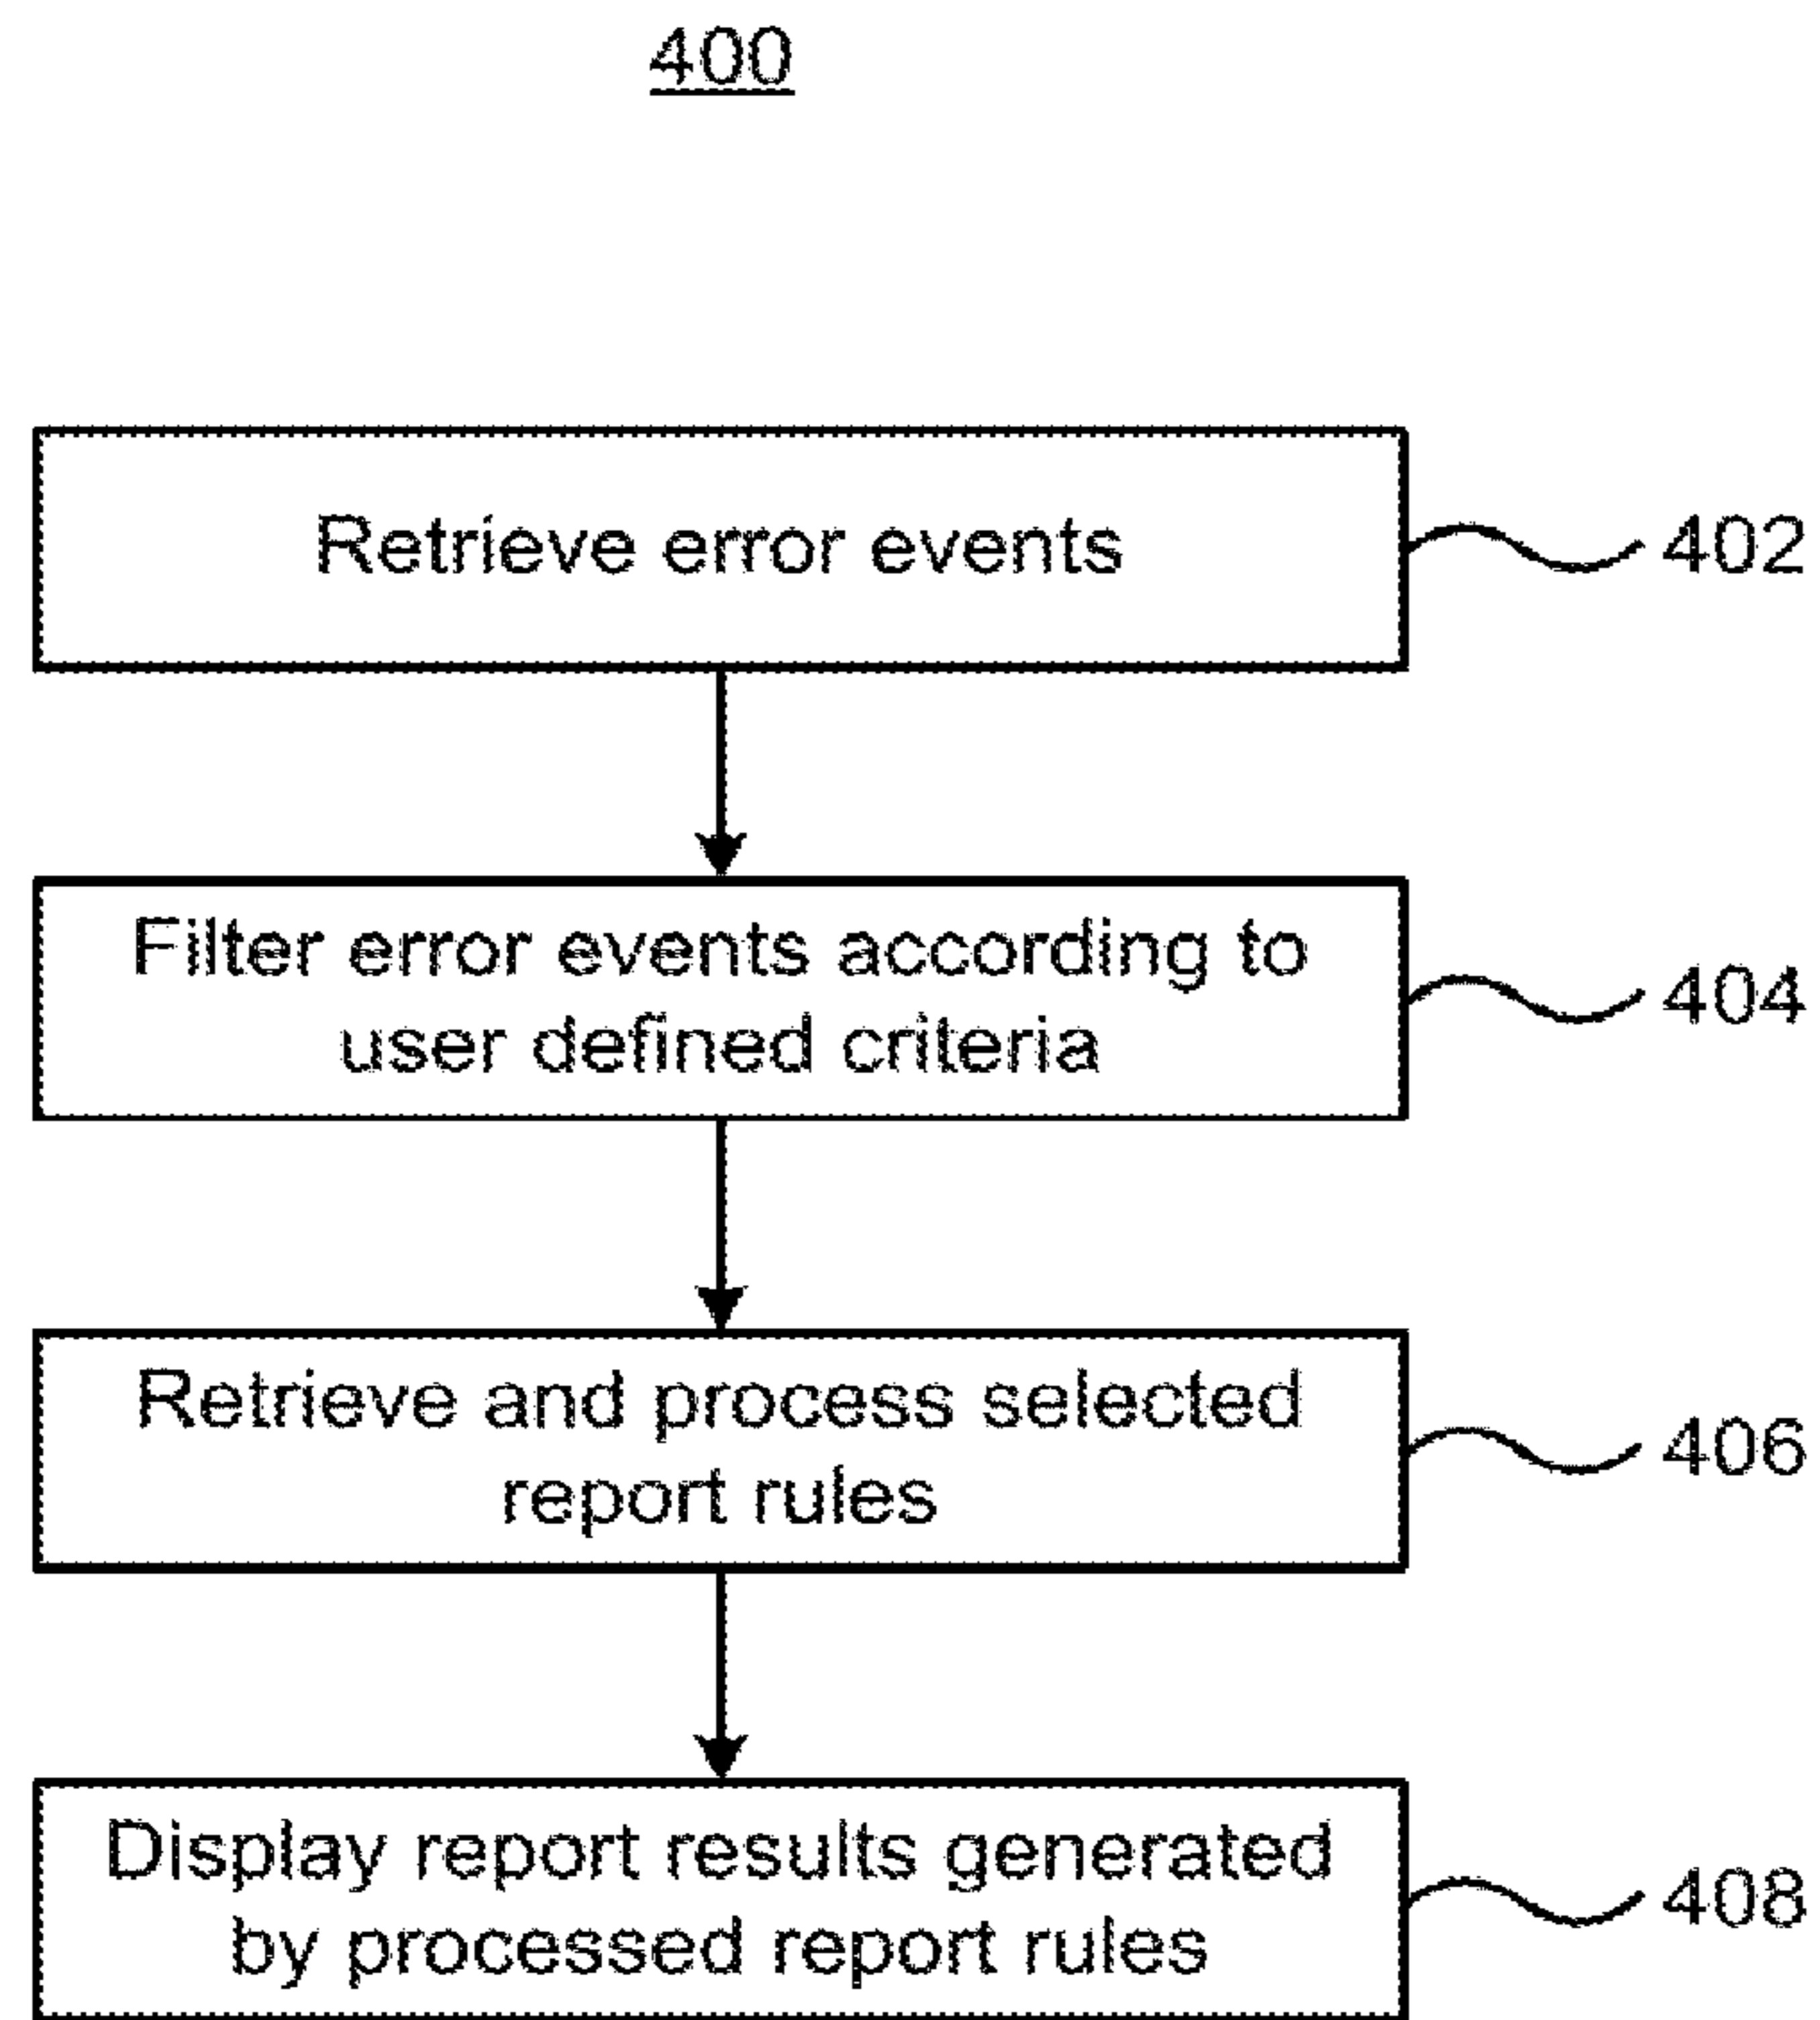 400
Retrieve error events
402
Filter error events according to
user defined criteria
404
Retrieve and process selected
report rules
406
Display report results generated
by processed report rules
408